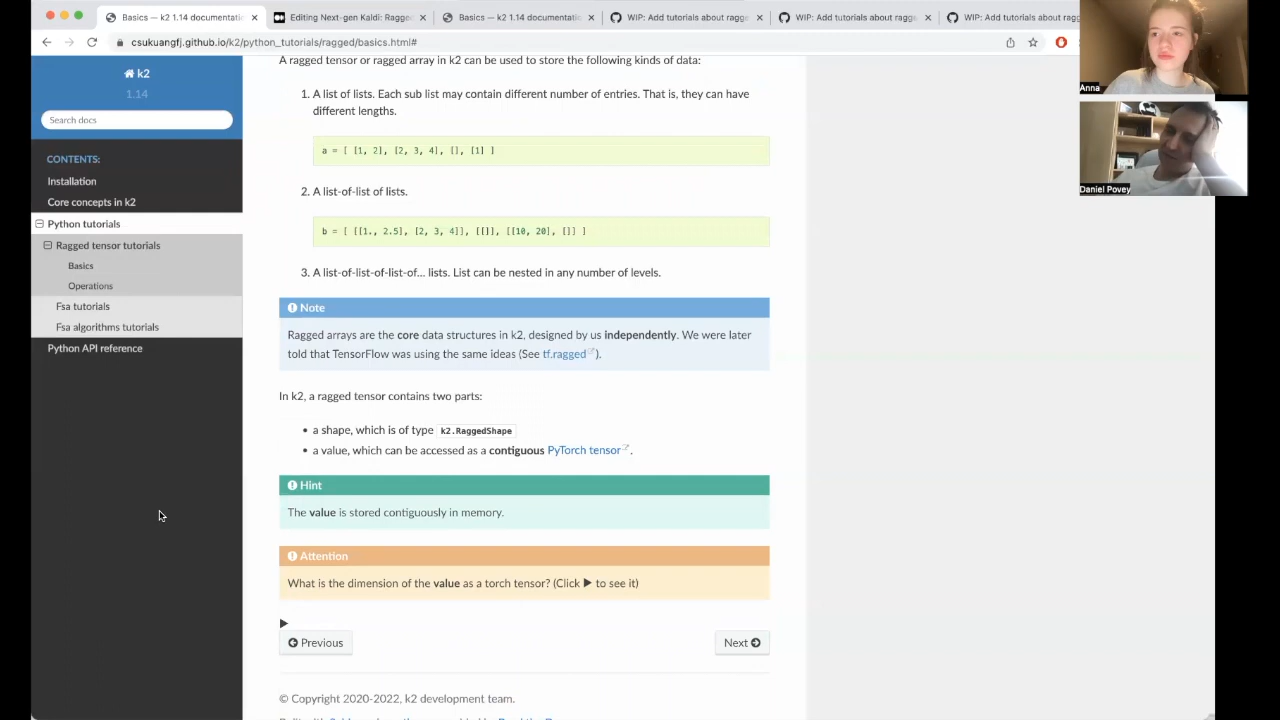 Basics — k2 1.14 documentation
Editing Next-gen Kaldi: Ragge
Basics — k2 1.14 documentati
WIP: Add tutorials about ragge
WIP: Add tutorials about ragge
WIP: Add tutorials about
csukuangfj.github.io/k2/python_tutorials/ragged/basics.html#
k2
1.14
Search docs
CONTENTS:
Installation
Core concepts in k2
Python tutorials
Ragged tensor tutorials
Basics
Operations
Fsa tutorials
Fsa algorithms tutorials
Python API reference
A ragged tensor or ragged array in k2 can be used to store the following kinds of data:
1. A list of lists. Each sub list may contain different number of entries. That is, they can have
different lengths.
a = [ [1, 2], [2, 3, 4], [], [1] ]
2. A list-of-list of lists.
b = [ [[1., 2.5], [2, 3, 4]], [[]], [[10, 20], []] ]
3. A list-of-list-of-list-of... lists. List can be nested in any number of levels.
Note
Ragged arrays are the core data structures in k2, designed by us independently. We were later
told that TensorFlow was using the same ideas (See tf.ragged).
In k2, a ragged tensor contains two parts:
• a shape, which is of type k2.RaggedShape
• a value, which can be accessed as a contiguous PyTorch tensor.
Hint
The value is stored contiguously in memory.
Attention
What is the dimension of the value as a torch tensor? (Click ▶ to see it)
▶
Previous
Next
© Copyright 2020-2022, k2 development team.
Anna
Daniel Povey